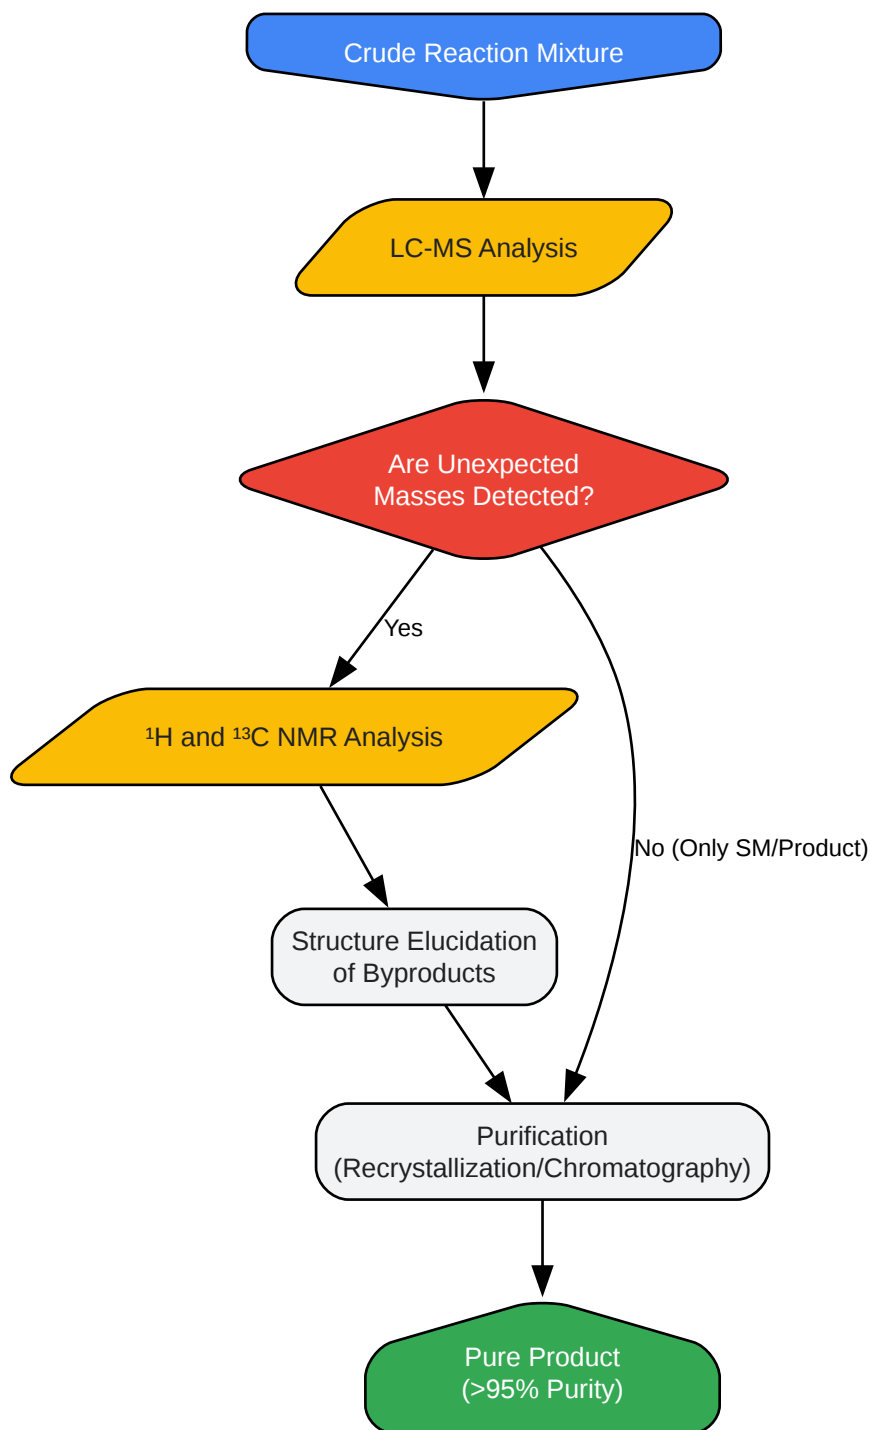 Crude Reaction Mixture
LC-MS Analysis
Are Unexpected
Masses Detected?
Yes
¹H and ¹³C NMR Analysis
No (Only SM/Product)
Structure Elucidation
of Byproducts
Purification
(Recrystallization/Chromatography)
Pure Product
(>95% Purity)